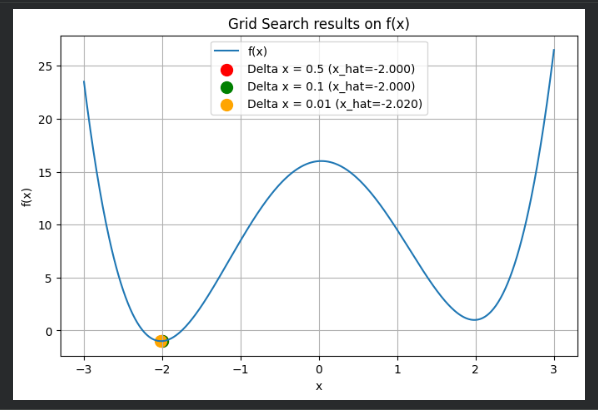 Grid Search results on f(x)
f(x)
Delta x = 0.5 (x_hat=-2.000)
Delta x = 0.1 (x_hat=-2.000)
Delta x = 0.01 (x_hat=-2.020)
25
20
15
10
5
0
f(x)
−3 −2 −1 0 1 2 3
x